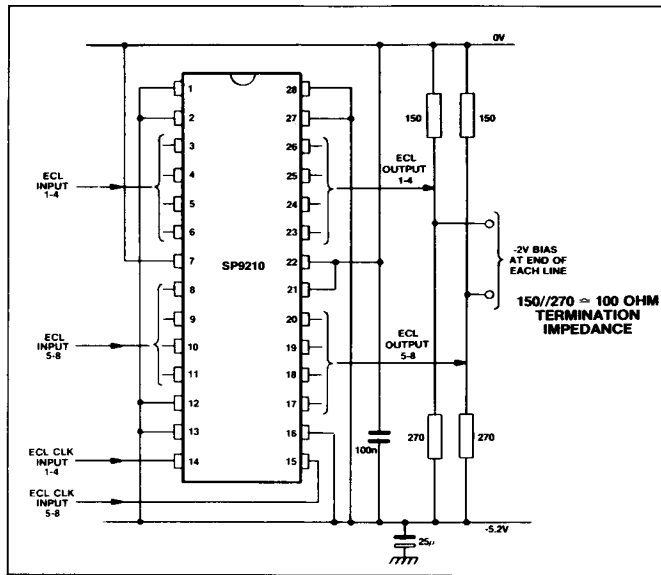 0V
150
150
1
2
3
4
5
6
7
8
9
10
11
12
13
14
28
27
26
25
24
23
22
21
20
19
18
17
16
15
SP9210
ECL
INPUT
1-4
ECL
INPUT
5-8
ECL CLK
INPUT
1-4
ECL CLK
INPUT
5-8
ECL
OUTPUT
1-4
ECL
OUTPUT
5-8
-2V BIAS
AT END OF
EACH LINE
150//270 ≏ 100 OHM
TERMINATION
IMPEDANCE
100n
270
270
-5.2V
25µ